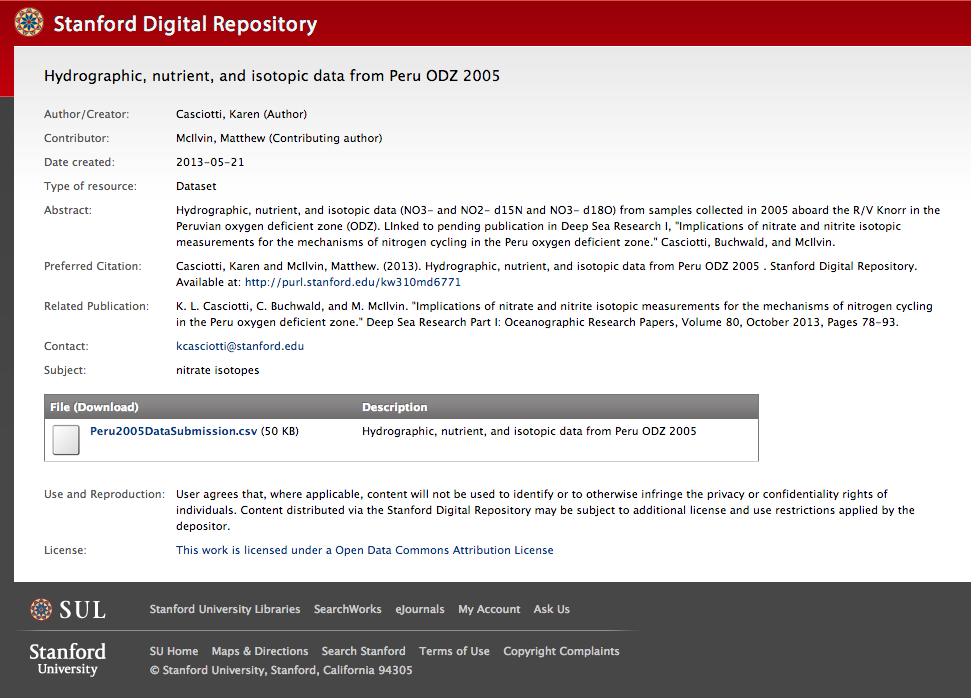 Stanford Digital Repository
Hydrographic, nutrient, and isotopic data from Peru ODZ 2005
Author/Creator: Casciotti, Karen (Author)
Contributor: McIlvin, Matthew (Contributing author)
Date created: 2013-05-21
Type of resource: Dataset
Abstract: Hydrographic, nutrient, and isotopic data (NO3- and NO2- d15N and NO3- d18O) from samples collected in 2005 aboard the R/V Knorr in the
Peruvian oxygen deficient zone (ODZ). LInked to pending publication in Deep Sea Research I, "Implications of nitrate and nitrite isotopic
measurements for the mechanisms of nitrogen cycling in the Peru oxygen deficient zone." Casciotti, Buchwald, and McIlvin.
Preferred Citation: Casciotti, Karen and McIlvin, Matthew. (2013). Hydrographic, nutrient, and isotopic data from Peru ODZ 2005 . Stanford Digital Repository.
Available at: http://purl.stanford.edu/kw310md6771
Related Publication: K. L. Casciotti, C. Buchwald, and M. McIlvin. "Implications of nitrate and nitrite isotopic measurements for the mechanisms of nitrogen cycling
in the Peru oxygen deficient zone." Deep Sea Research Part I: Oceanographic Research Papers, Volume 80, October 2013, Pages 78-93.
Contact: kcasciotti@stanford.edu
Subject: nitrate isotopes
File (Download) Description
Peru2005DataSubmission.csv (50 KB) Hydrographic, nutrient, and isotopic data from Peru ODZ 2005
Use and Reproduction: User agrees that, where applicable, content will not be used to identify or to otherwise infringe the privacy or confidentiality rights of
individuals. Content distributed via the Stanford Digital Repository may be subject to additional license and use restrictions applied by the
depositor.
License: This work is licensed under a Open Data Commons Attribution License
SUL Stanford University Libraries SearchWorks eJournals My Account Ask Us
Stanford University
SU Home Maps & Directions Search Stanford Terms of Use Copyright Complaints
© Stanford University, Stanford, California 94305